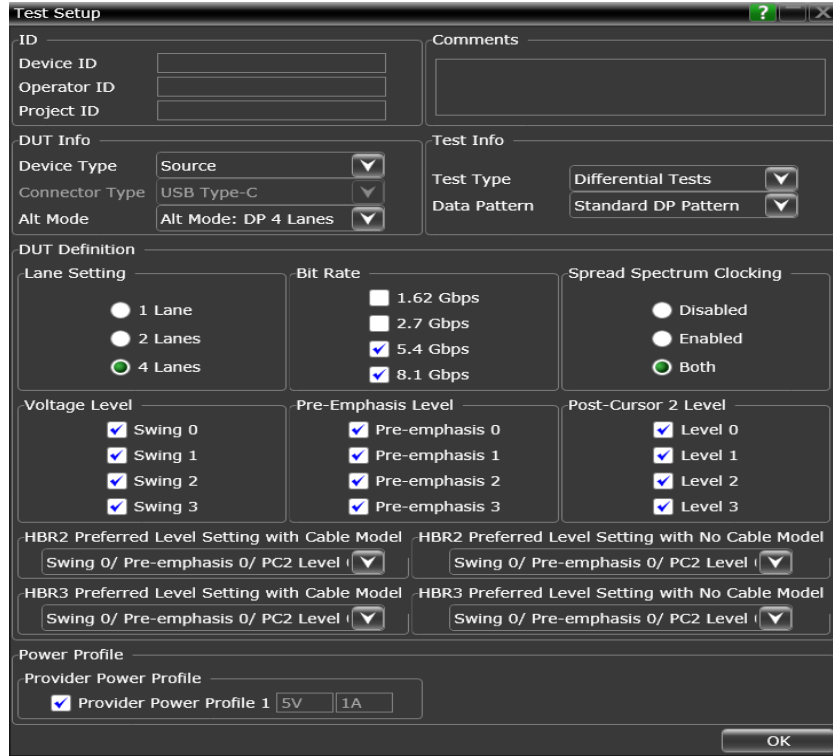 Test Setup ?
ID
Device ID
Operator ID
Project ID
Comments
DUT Info
Device Type Source
Connector Type USB Type-C
Alt Mode Alt Mode: DP 4 Lanes
Test Info
Test Type Differential Tests
Data Pattern Standard DP Pattern
DUT Definition
Lane Setting
1 Lane
2 Lanes
4 Lanes
Bit Rate
1.62 Gbps
2.7 Gbps
5.4 Gbps
8.1 Gbps
Spread Spectrum Clocking
Disabled
Enabled
Both
Voltage Level
Swing 0
Swing 1
Swing 2
Swing 3
Pre-Emphasis Level
Pre-emphasis 0
Pre-emphasis 1
Pre-emphasis 2
Pre-emphasis 3
Post-Cursor 2 Level
Level 0
Level 1
Level 2
Level 3
HBR2 Preferred Level Setting with Cable Model
Swing 0/ Pre-emphasis 0/ PC2 Level
HBR2 Preferred Level Setting with No Cable Model
Swing 0/ Pre-emphasis 0/ PC2 Level
HBR3 Preferred Level Setting with Cable Model
Swing 0/ Pre-emphasis 0/ PC2 Level
HBR3 Preferred Level Setting with No Cable Model
Swing 0/ Pre-emphasis 0/ PC2 Level
Power Profile
Provider Power Profile
Provider Power Profile 1 5V 1A
OK